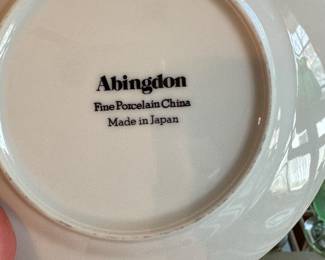 Abingdon
Fine Porcelain China
Made in Japan